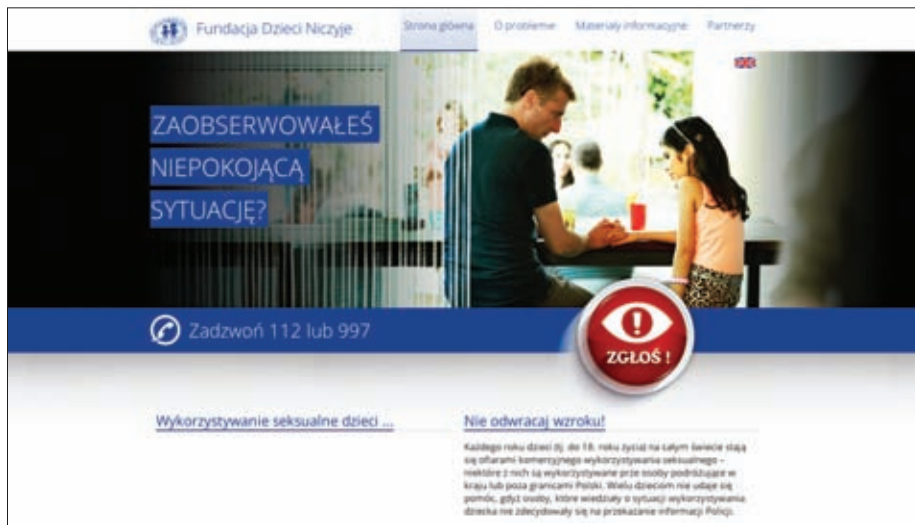 Fundacja Dzieci Niczyje
Strona główna
O problemie
Materiały informacyjne
Partnerzy
ZAOBSERWOWAŁEŚ
NIEPOKOJĄCĄ
SYTUACJĘ?
Zadzwoń 112 lub 997
!
ZGŁOŚ !
Wykorzystywanie seksualne dzieci ...
Nie odwracaj wzroku!
Każdego roku dzieci (tj. do 18. roku życia) na całym świecie stają
się ofiarami komercyjnego wykorzystywania seksualnego –
niektóre z nich są wykorzystywane prze osoby podróżujące w
kraju lub poza granicami Polski. Wielu dzieciom nie udaje się
pomóc, gdyż osoby, które wiedziały o sytuacji wykorzystywania
dziecka nie zdecydowały się na przekazanie informacji Policji.